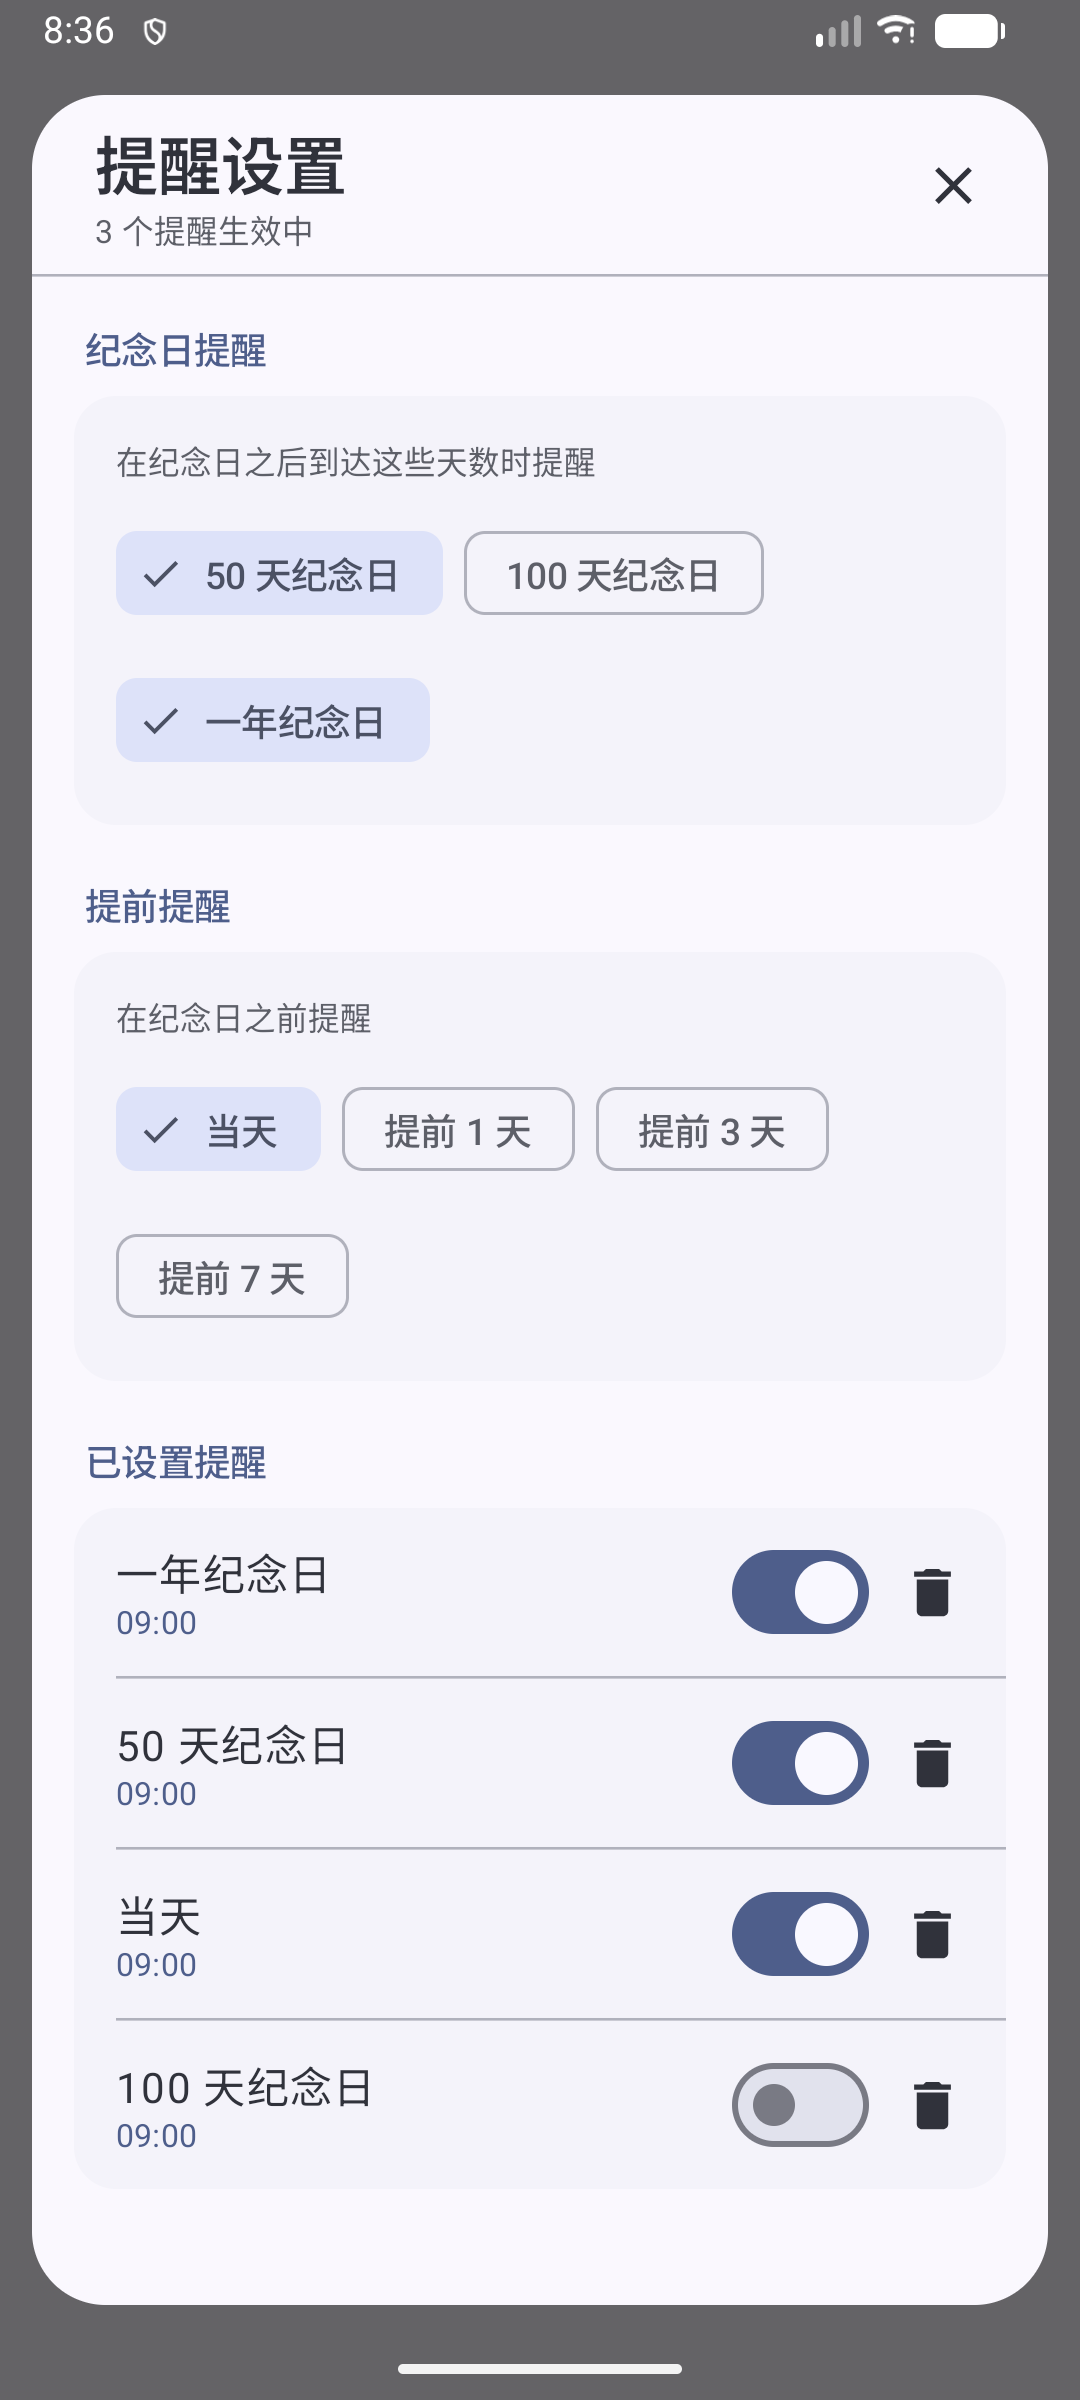 8:36
提醒设置
3 个提醒生效中
纪念日提醒
在纪念日之后到达这些天数时提醒
50 天纪念日
100 天纪念日
一年纪念日
提前提醒
在纪念日之前提醒
当天
提前 1 天
提前 3 天
提前 7 天
已设置提醒
一年纪念日
09:00
50 天纪念日
09:00
当天
09:00
100 天纪念日
09:00